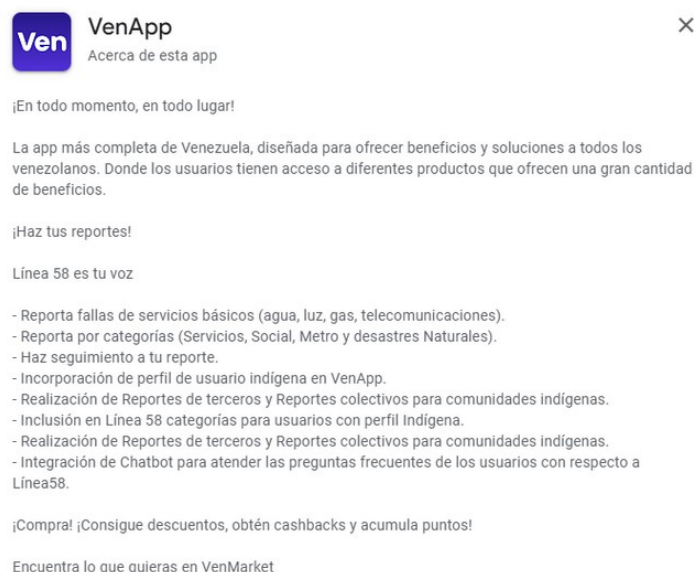 Ven
VenApp
Acerca de esta app
¡En todo momento, en todo lugar!
La app más completa de Venezuela, diseñada para ofrecer beneficios y soluciones a todos los
venezolanos. Donde los usuarios tienen acceso a diferentes productos que ofrecen una gran cantidad
de beneficios.
¡Haz tus reportes!
Línea 58 es tu voz
- Reporta fallas de servicios básicos (agua, luz, gas, telecomunicaciones).
- Reporta por categorías (Servicios, Social, Metro y desastres Naturales).
- Haz seguimiento a tu reporte.
- Incorporación de perfil de usuario indígena en VenApp.
- Realización de Reportes de terceros y Reportes colectivos para comunidades indígenas.
- Inclusión en Línea 58 categorías para usuarios con perfil Indígena.
- Realización de Reportes de terceros y Reportes colectivos para comunidades indígenas.
- Integración de Chatbot para atender las preguntas frecuentes de los usuarios con respecto a
Línea58.
¡Compra! ¡Consigue descuentos, obtén cashbacks y acumula puntos!
Encuentra lo que quieras en VenMarket